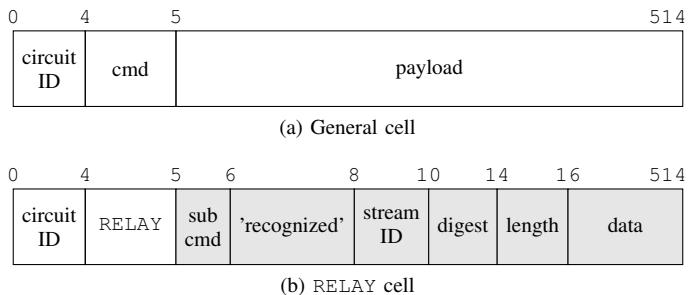 0 4 5 514
circuit ID cmd payload
(a) General cell
0 4 5 6 8 10 14 16 514
circuit ID RELAY sub cmd 'recognized' stream ID digest length data
(b) RELAY cell